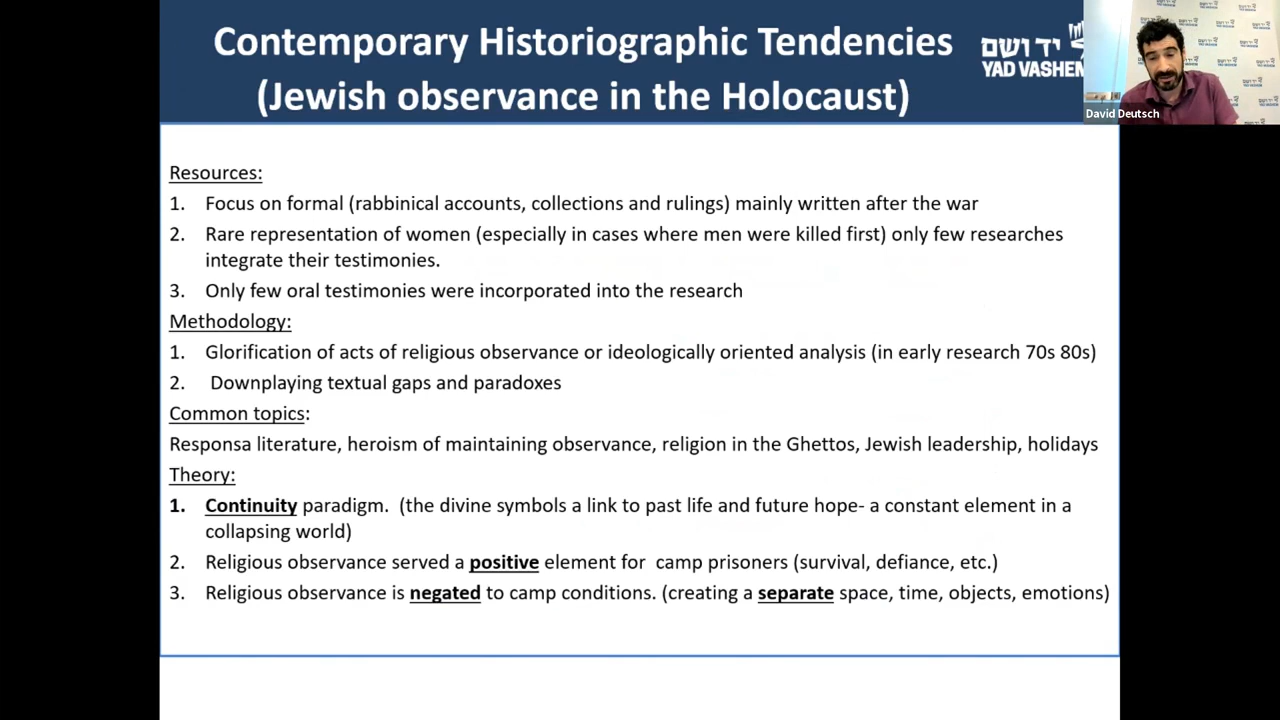 Contemporary Historiographic Tendencies
(Jewish observance in the Holocaust)
יד ושם
YAD VASHEM
David Deutsch
Resources:
1. Focus on formal (rabbinical accounts, collections and rulings) mainly written after the war
2. Rare representation of women (especially in cases where men were killed first) only few researches
integrate their testimonies.
3. Only few oral testimonies were incorporated into the research
Methodology:
1. Glorification of acts of religious observance or ideologically oriented analysis (in early research 70s 80s)
2. Downplaying textual gaps and paradoxes
Common topics:
Responsa literature, heroism of maintaining observance, religion in the Ghettos, Jewish leadership, holidays
Theory:
1. Continuity paradigm. (the divine symbols a link to past life and future hope- a constant element in a
collapsing world)
2. Religious observance served a positive element for camp prisoners (survival, defiance, etc.)
3. Religious observance is negated to camp conditions. (creating a separate space, time, objects, emotions)